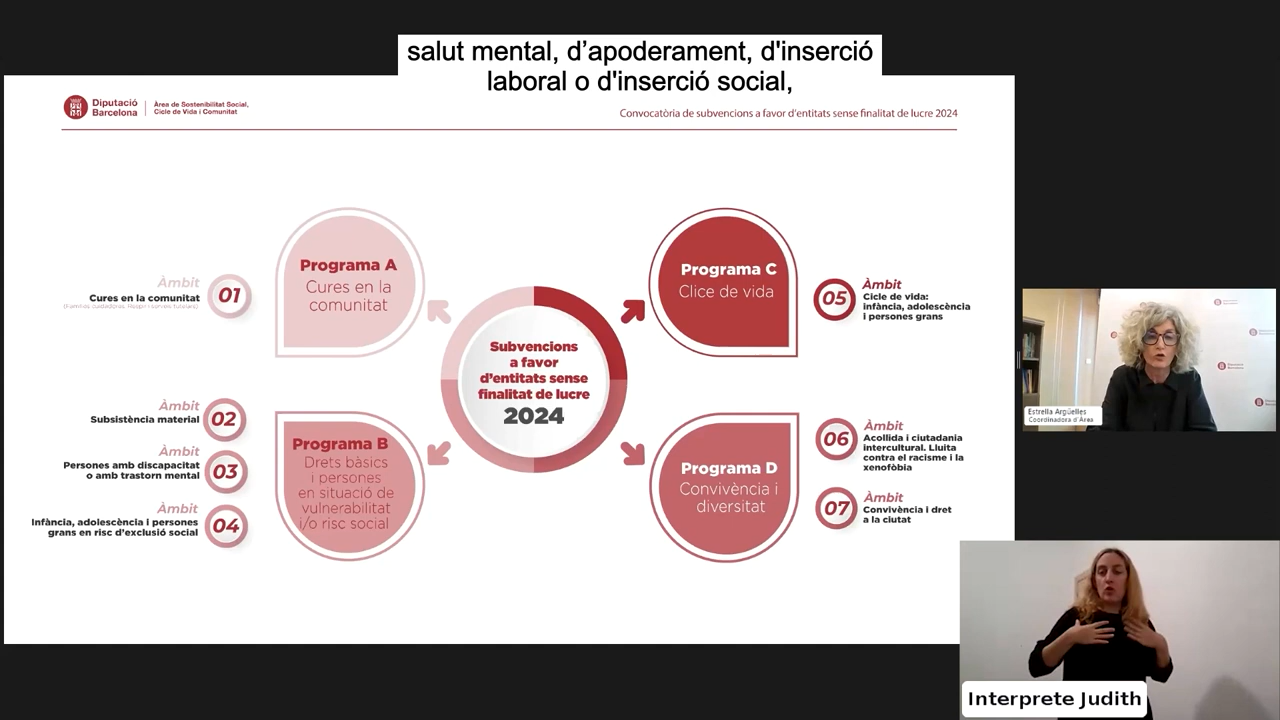 salut mental, d’apoderament, d'inserció
laboral o d'inserció social,
Diputació
Barcelona
Àrea de Sostenibilitat Social,
Cicle de Vida i Comunitat
Convocatòria de subvencions a favor d'entitats sense finalitat de lucre 2024
Àmbit
Cures en la comunitat
01
Programa A
Cures en la
comunitat
Àmbit
Subsistència material
02
Àmbit
Persones amb discapacitat
o amb trastorn mental
03
Àmbit
Infància, adolescència i persones
grans en risc d’exclusió social
04
Programa B
Drets bàsics
i persones
en situació de
vulnerabilitat
i/o risc social
Subvencions
a favor
d’entitats sense
finalitat de lucre
2024
Programa C
Clice de vida
05
Àmbit
Cicle de vida:
infància, adolescència
i persones grans
Programa D
Convivència i
diversitat
06
Àmbit
Acollida i ciutadania
intercultural. Lluita
contra el racisme i la
xenofòbia
07
Àmbit
Convivència i dret
a la ciutat
Estrella Argüelles
Coordinadora d'Àrea
Interprete Judith